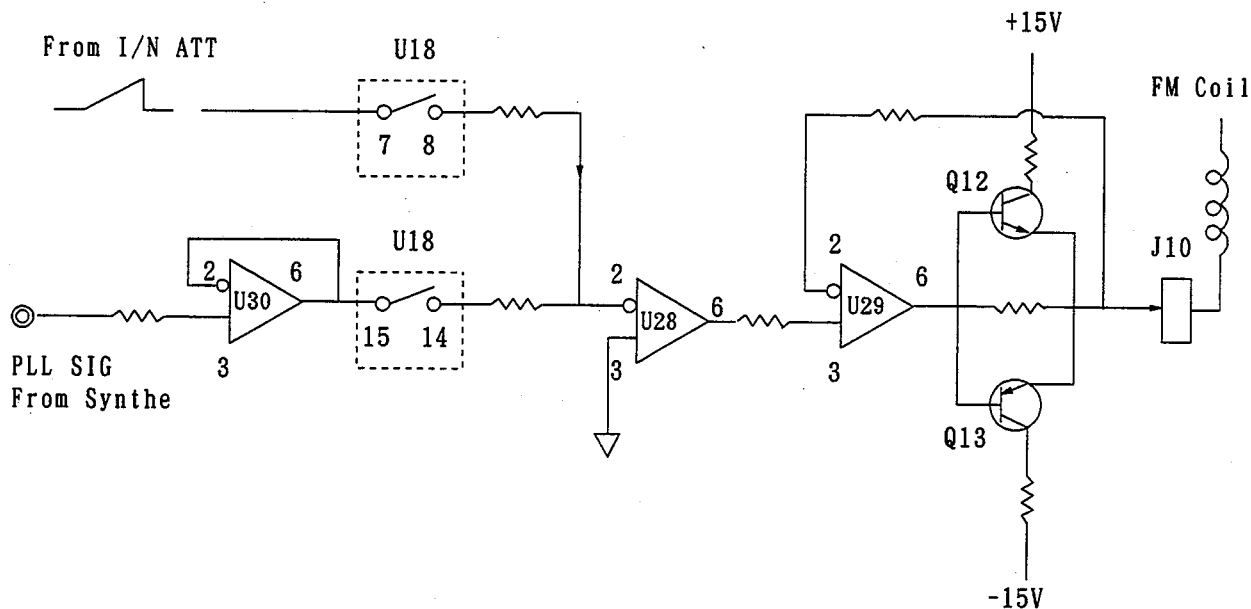 +15V
From I/N ATT
U18
FM Coil
7 8
Q12
U18
J10
2
2 6
2
6
U30
U28
6
U29
15 14
3
3
3
PLL SIG
From Synthe
Q13
-15V